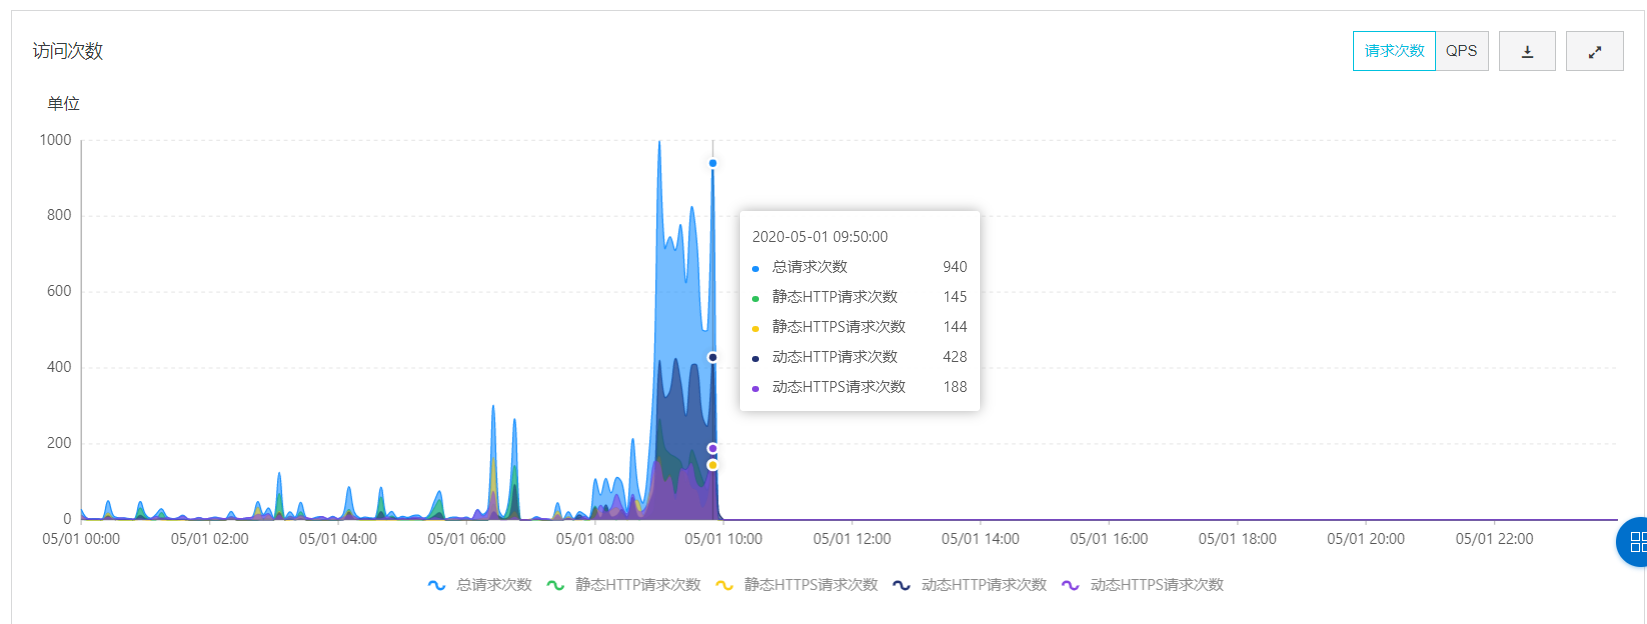 访问次数
请求次数 QPS
单位
1000
800
600
400
200
0
2020-05-01 09:50:00
总请求次数 940
静态HTTP请求次数 145
静态HTTPS请求次数 144
动态HTTP请求次数 428
动态HTTPS请求次数 188
05/01 00:00 05/01 02:00 05/01 04:00 05/01 06:00 05/01 08:00 05/01 10:00 05/01 12:00 05/01 14:00 05/01 16:00 05/01 18:00 05/01 20:00 05/01 22:00
总请求次数 静态HTTP请求次数 静态HTTPS请求次数 动态HTTP请求次数 动态HTTPS请求次数